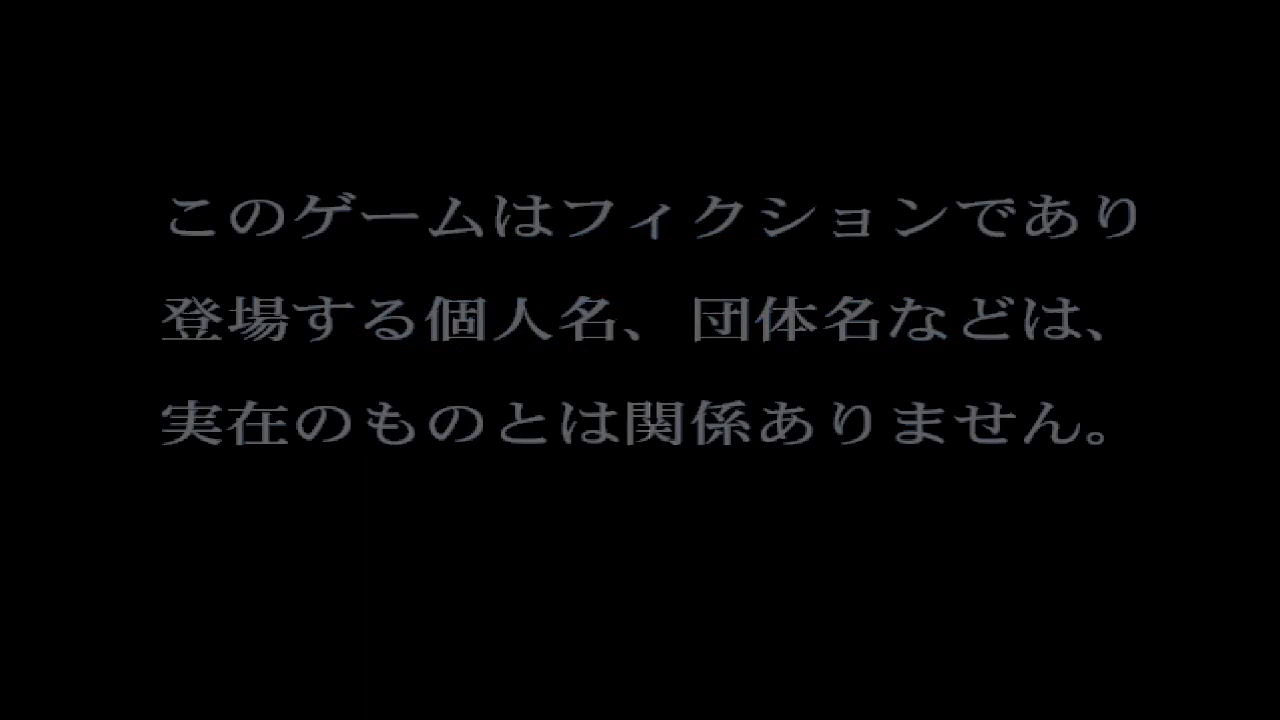 このゲームはフィクションであり
登場する個人名、団体名などは、
実在のものとは関係ありません。